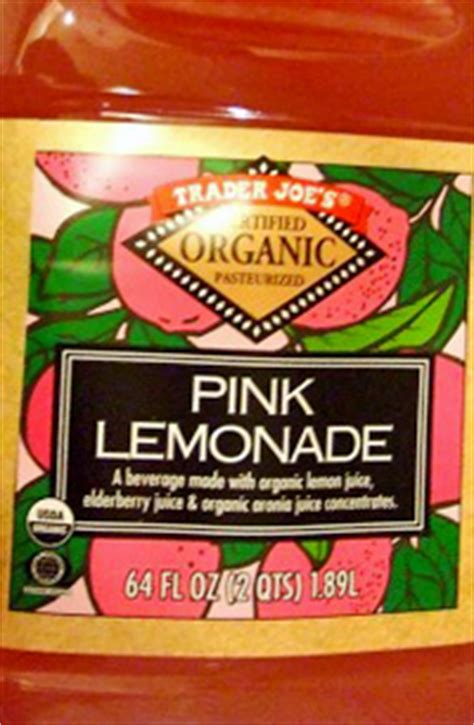 TRADER JOE'S®
CERTIFIED
ORGANIC
PASTEURIZED
PINK
LEMONADE
A beverage made with organic lemon juice,
elderberry juice & organic aronia juice concentrates.
USDA
ORGANIC
64 FL OZ (2 QTS) 1.89L